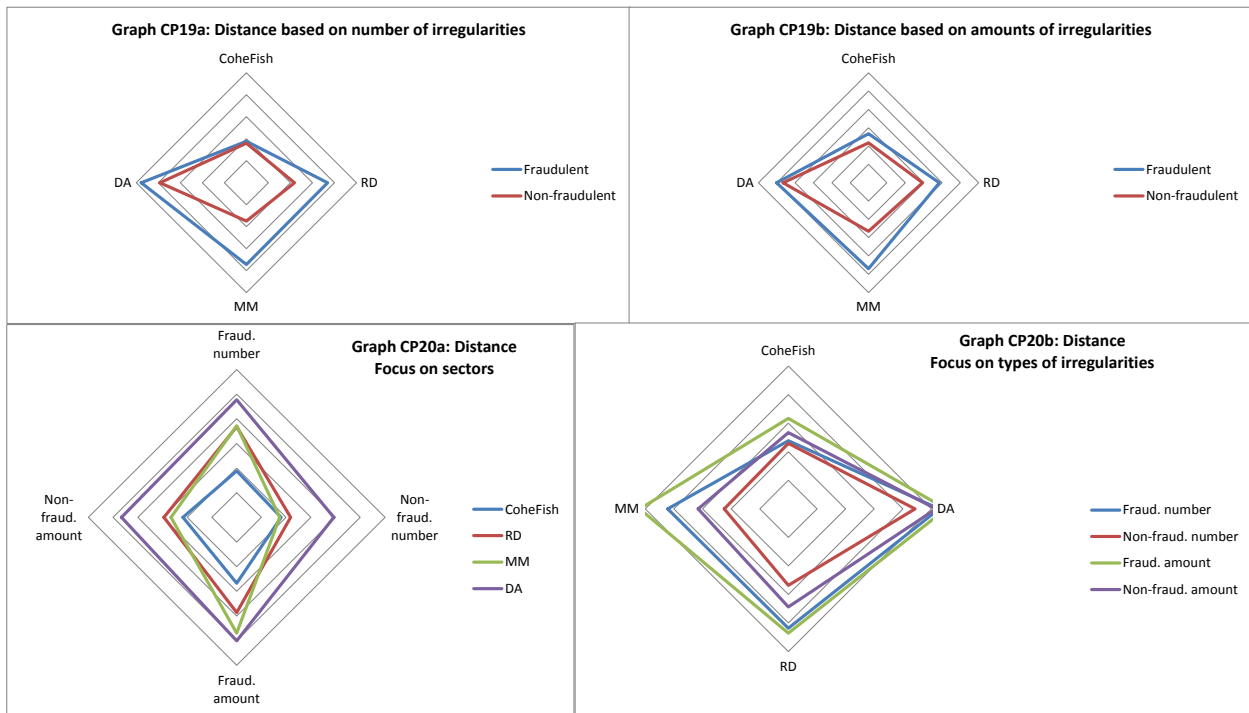 Graph CP19a: Distance based on number of irregularities
CoheFish
DA
RD
MM
Fraudulent
Non-fraudulent
Graph CP19b: Distance based on amounts of irregularities
CoheFish
DA
RD
MM
Fraudulent
Non-fraudulent
Graph CP20a: Distance
Focus on sectors
Fraud.
number
Non-
fraud.
amount
Non-
fraud.
number
Fraud.
amount
CoheFish
RD
MM
DA
Graph CP20b: Distance
Focus on types of irregularities
CoheFish
MM
DA
RD
Fraud. number
Non-fraud. number
Fraud. amount
Non-fraud. amount